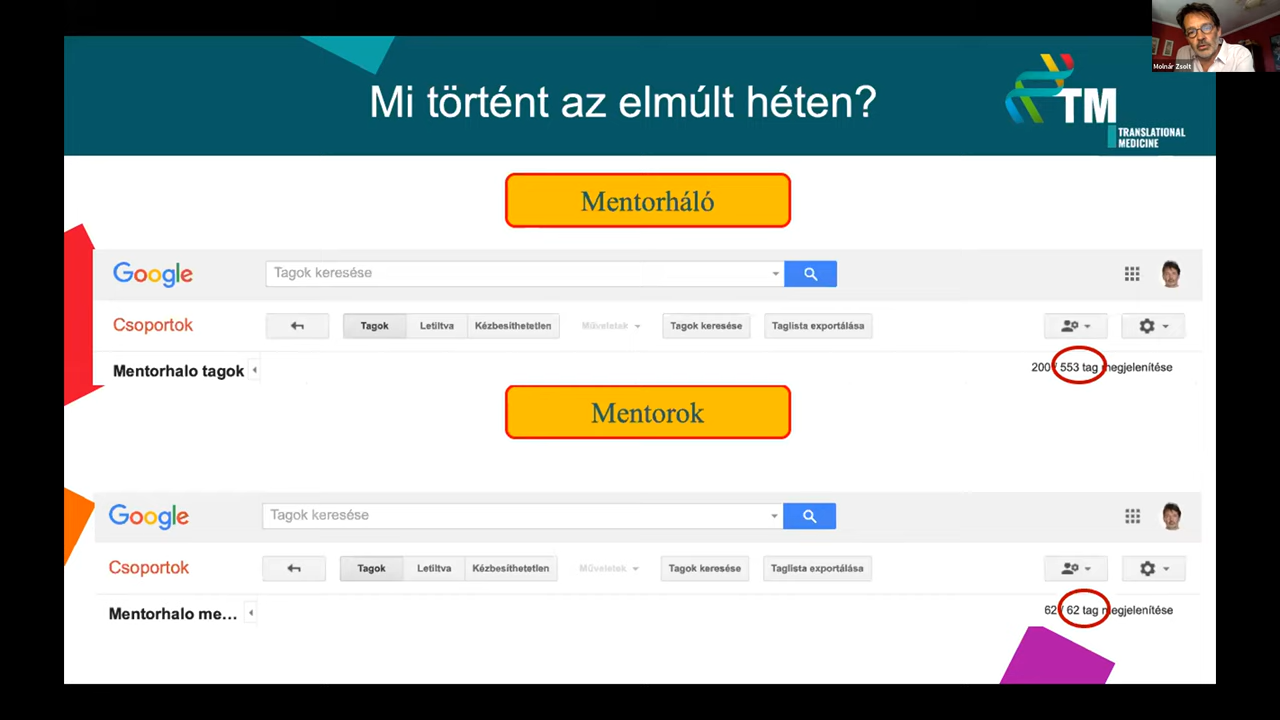 Molnár Zsolt
Mi történt az elmúlt héten?
TM
TRANSLATIONAL
MEDICINE
Mentorháló
Google
Tagok keresése
Csoportok
Tagok
Letiltva
Kézbesíthetetlen
Műveletek
Tagok keresése
Taglista exportálása
Mentorhalo tagok
200 / 553 tag megjelenítése
Mentorok
Google
Tagok keresése
Csoportok
Tagok
Letiltva
Kézbesíthetetlen
Műveletek
Tagok keresése
Taglista exportálása
Mentorhalo me...
62 / 62 tag megjelenítése